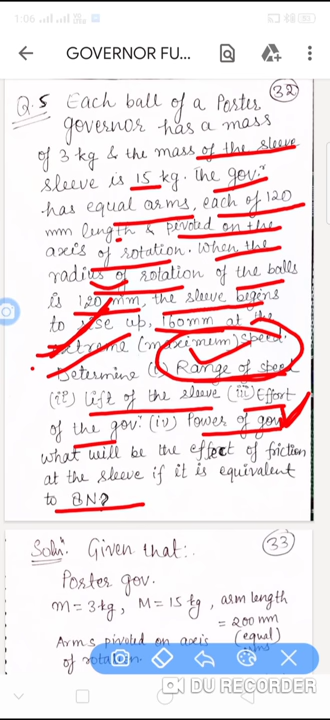 1:06
GOVERNOR FU...
32
Q.5 Each ball of a Porter
governor has a mass
of 3 kg & the mass of the sleeve
sleeve is 15 kg. The gov.
has equal arms, each of 120
mm length & pivoted on the
axis of rotation. When the
radius of rotation of the balls
is 120 mm, the sleeve begins
to rise up, 160mm at the
extreme (maximum) speed.
Determine (i) Range of speed
(ii) lift of the sleeve (iii) Effort
of the gov. (iv) Power of gov
what will be the effect of friction
at the sleeve if it is equivalent
to 8N?
33
Soln. Given that:-
Porter gov.
m = 3 kg, M = 15 kg, arm length
= 200 mm
(equal)
Arms pivoted on axis
of rotation.
DU RECORDER